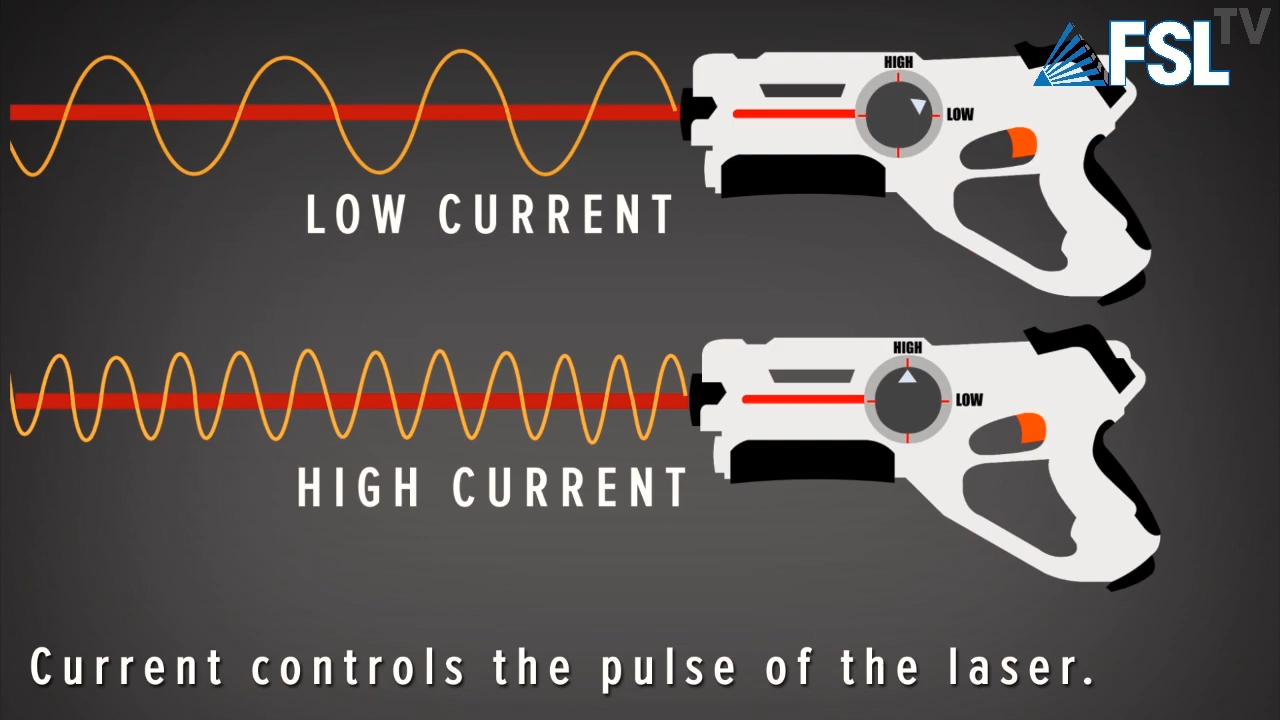 FSL TV
HIGH
LOW
LOW CURRENT
HIGH
LOW
HIGH CURRENT
Current controls the pulse of the laser.